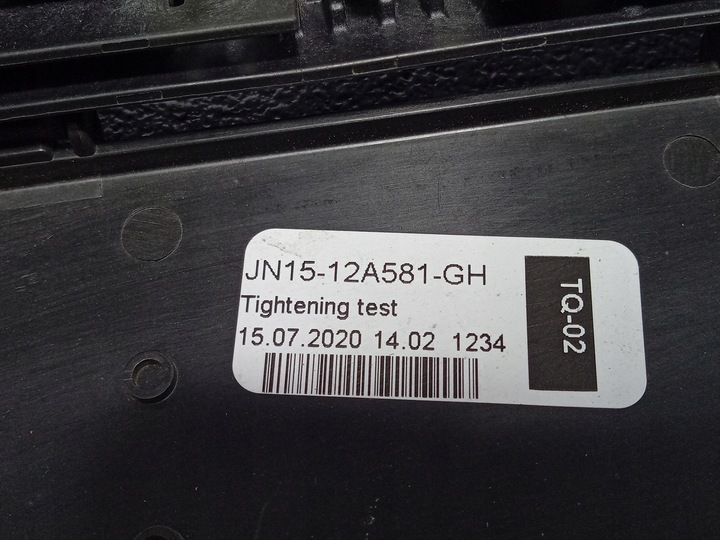 JN15-12A581-GH
Tightening test
15.07.2020 14.02 1234
TQ-02